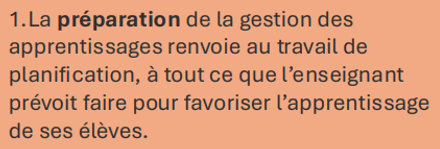 1.La préparation de la gestion des
apprentissages renvoie au travail de
planification, à tout ce que l’enseignant
prévoit faire pour favoriser l’apprentissage
de ses élèves.